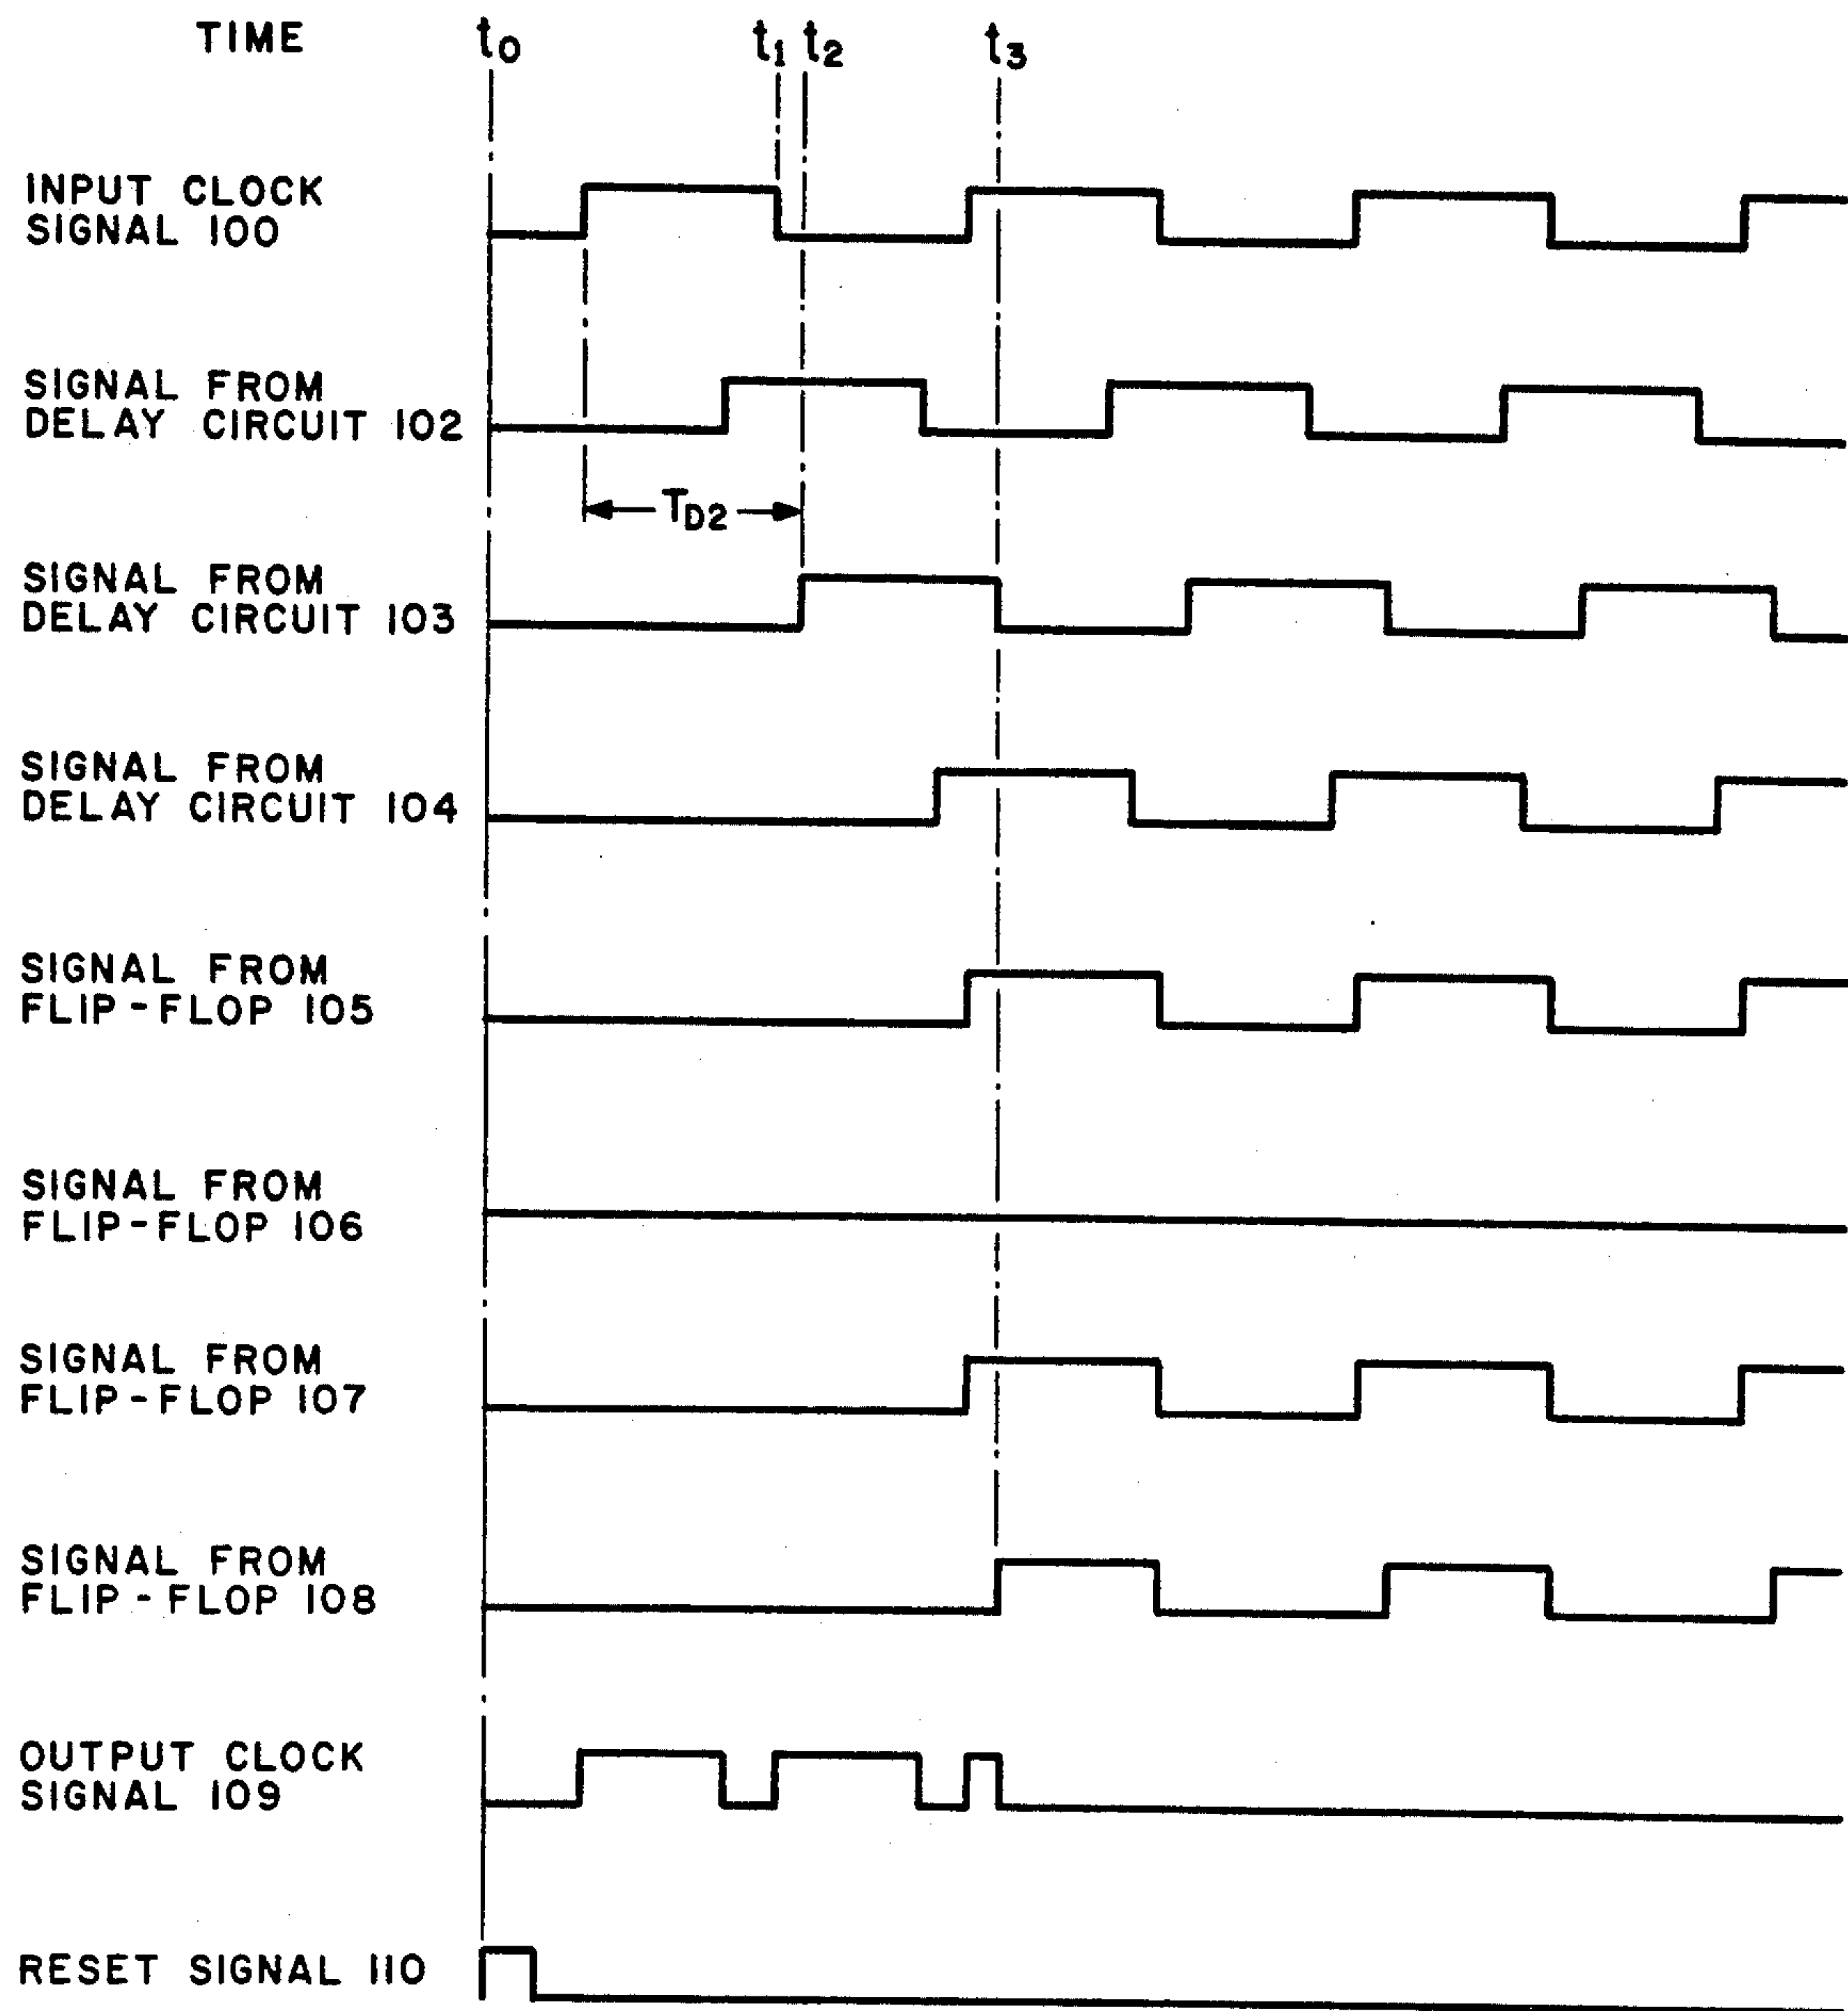 TIME t0 t1 t2 t3
INPUT CLOCK
SIGNAL 100
SIGNAL FROM
DELAY CIRCUIT 102
TD2
SIGNAL FROM
DELAY CIRCUIT 103
SIGNAL FROM
DELAY CIRCUIT 104
SIGNAL FROM
FLIP-FLOP 105
SIGNAL FROM
FLIP-FLOP 106
SIGNAL FROM
FLIP-FLOP 107
SIGNAL FROM
FLIP-FLOP 108
OUTPUT CLOCK
SIGNAL 109
RESET SIGNAL 110